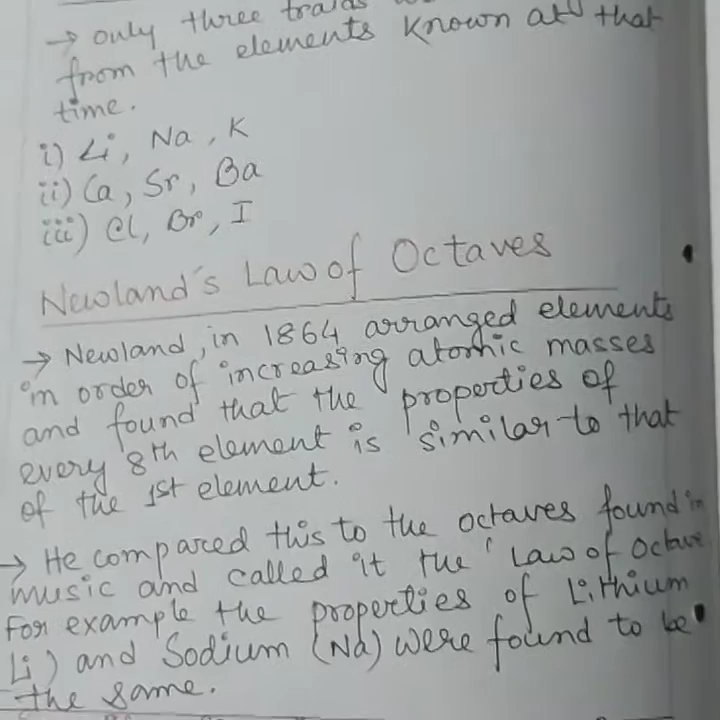 → only three traids
from the elements known at that
time.
i) Li, Na, K
ii) Ca, Sr, Ba
iii) Cl, Br, I
Newland's Law of Octaves
→ Newland, in 1864 arranged elements
in order of increasing atomic masses
and found that the properties of
every 8th element is similar to that
of the 1st element.
→ He compared this to the octaves found in
music and called it the 'Law of Octave
For example the properties of Lithium
Li) and Sodium (Na) were found to be
the same.